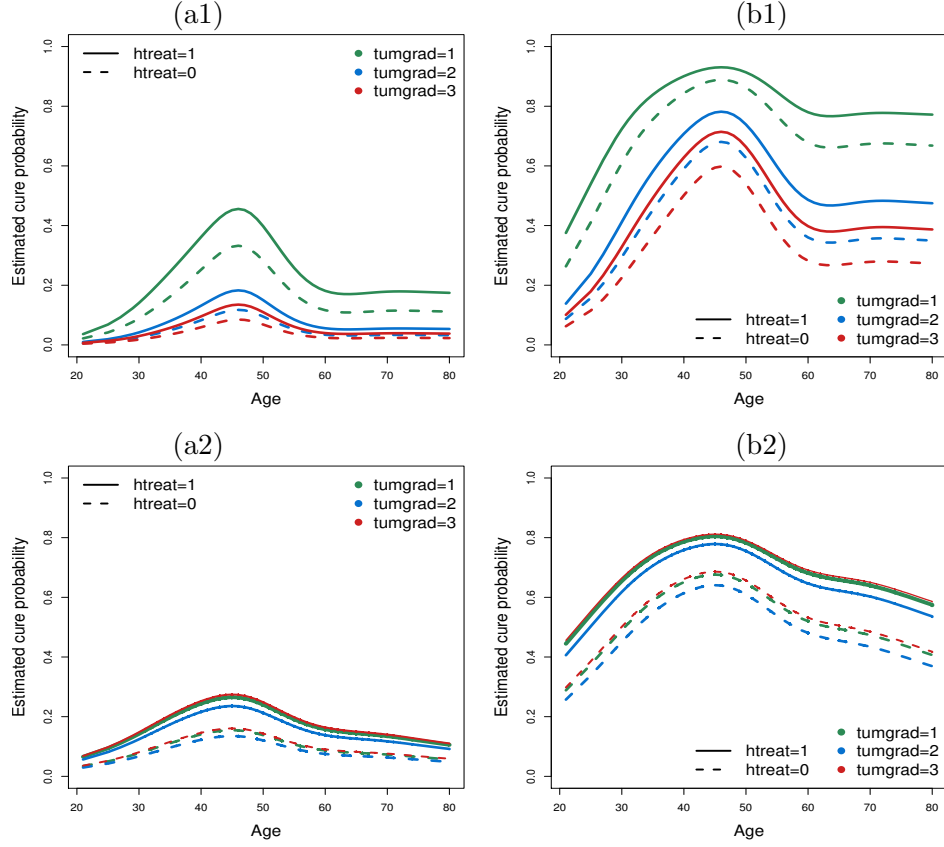 (a1)
Estimated cure probability
1.0
0.8
0.6
0.4
0.2
0.0
htreat=1
htreat=0
tumgrad=1
tumgrad=2
tumgrad=3
20 30 40 50 60 70 80
Age
(b1)
Estimated cure probability
1.0
0.8
0.6
0.4
0.2
0.0
htreat=1
htreat=0
tumgrad=1
tumgrad=2
tumgrad=3
20 30 40 50 60 70 80
Age
(a2)
Estimated cure probability
1.0
0.8
0.6
0.4
0.2
0.0
htreat=1
htreat=0
tumgrad=1
tumgrad=2
tumgrad=3
20 30 40 50 60 70 80
Age
(b2)
Estimated cure probability
1.0
0.8
0.6
0.4
0.2
0.0
htreat=1
htreat=0
tumgrad=1
tumgrad=2
tumgrad=3
20 30 40 50 60 70 80
Age